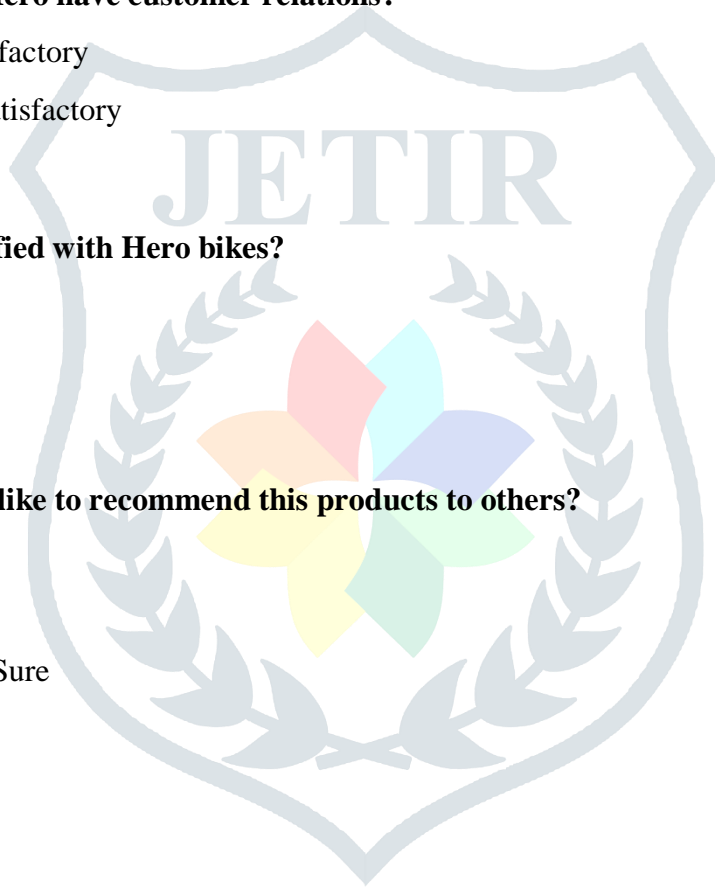 ero have customer relations?
factory
tisfactory
JETIR
fied with Hero bikes?
like to recommend this products to others?
Sure